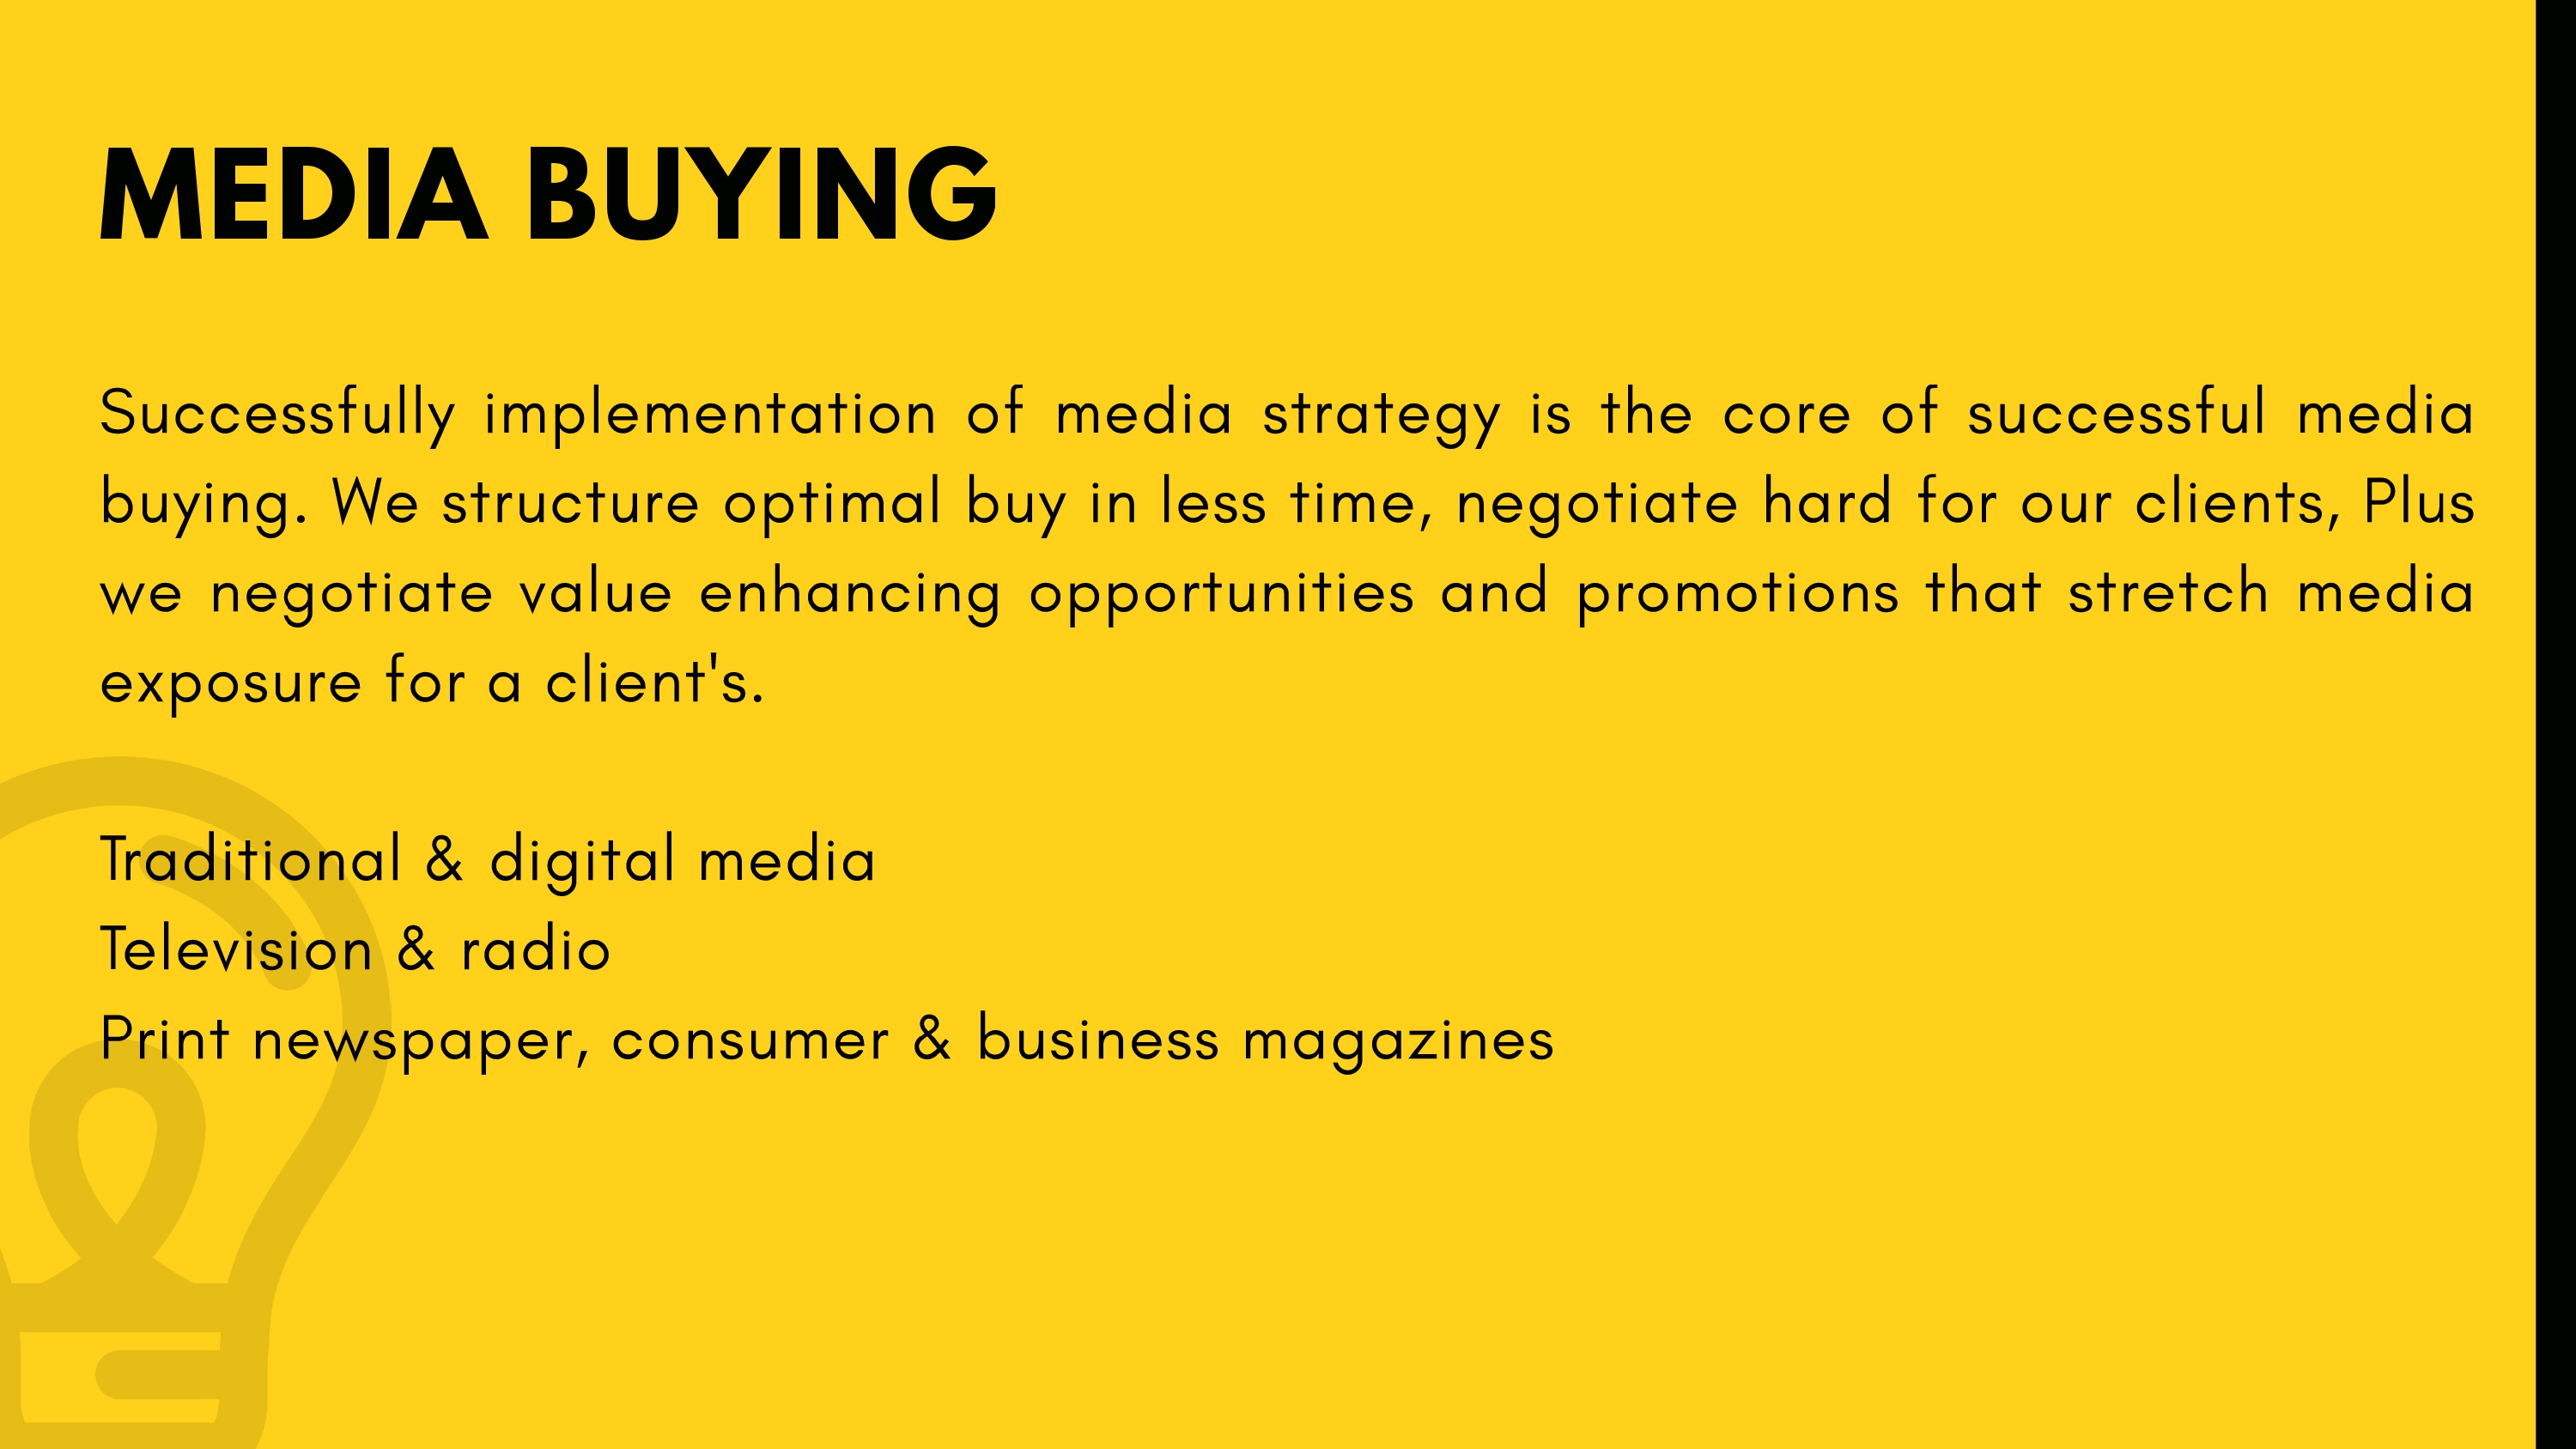 MEDIA BUYING
Successfully implementation of media strategy is the core of successful media
buying. We structure optimal buy in less time, negotiate hard for our clients, Plus
we negotiate value enhancing opportunities and promotions that stretch media
exposure for a client's.
Traditional & digital media
Television & radio
Print newspaper, consumer & business magazines